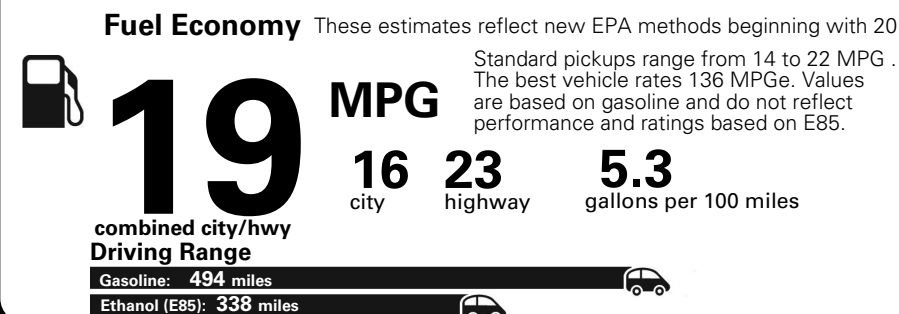 Fuel Economy These estimates reflect new EPA methods beginning with 20
Standard pickups range from 14 to 22 MPG .
The best vehicle rates 136 MPGe. Values
are based on gasoline and do not reflect
performance and ratings based on E85.
19 MPG
16 city
23 highway
5.3 gallons per 100 miles
combined city/hwy
Driving Range
Gasoline: 494 miles
Ethanol (E85): 338 miles